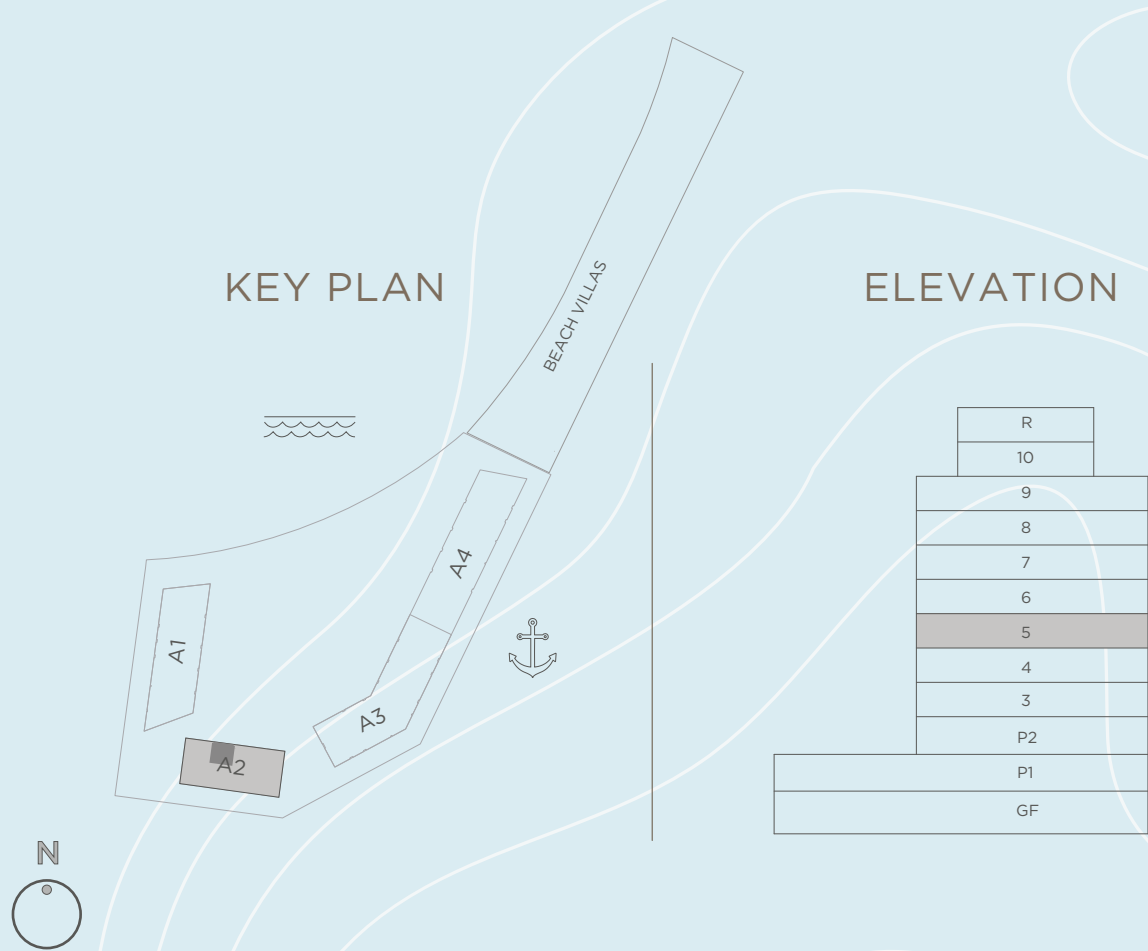 KEY PLAN
BEACH VILLAS
A4
A1
A3
A2
N
ELEVATION
R
10
9
8
7
6
5
4
3
P2
P1
GF